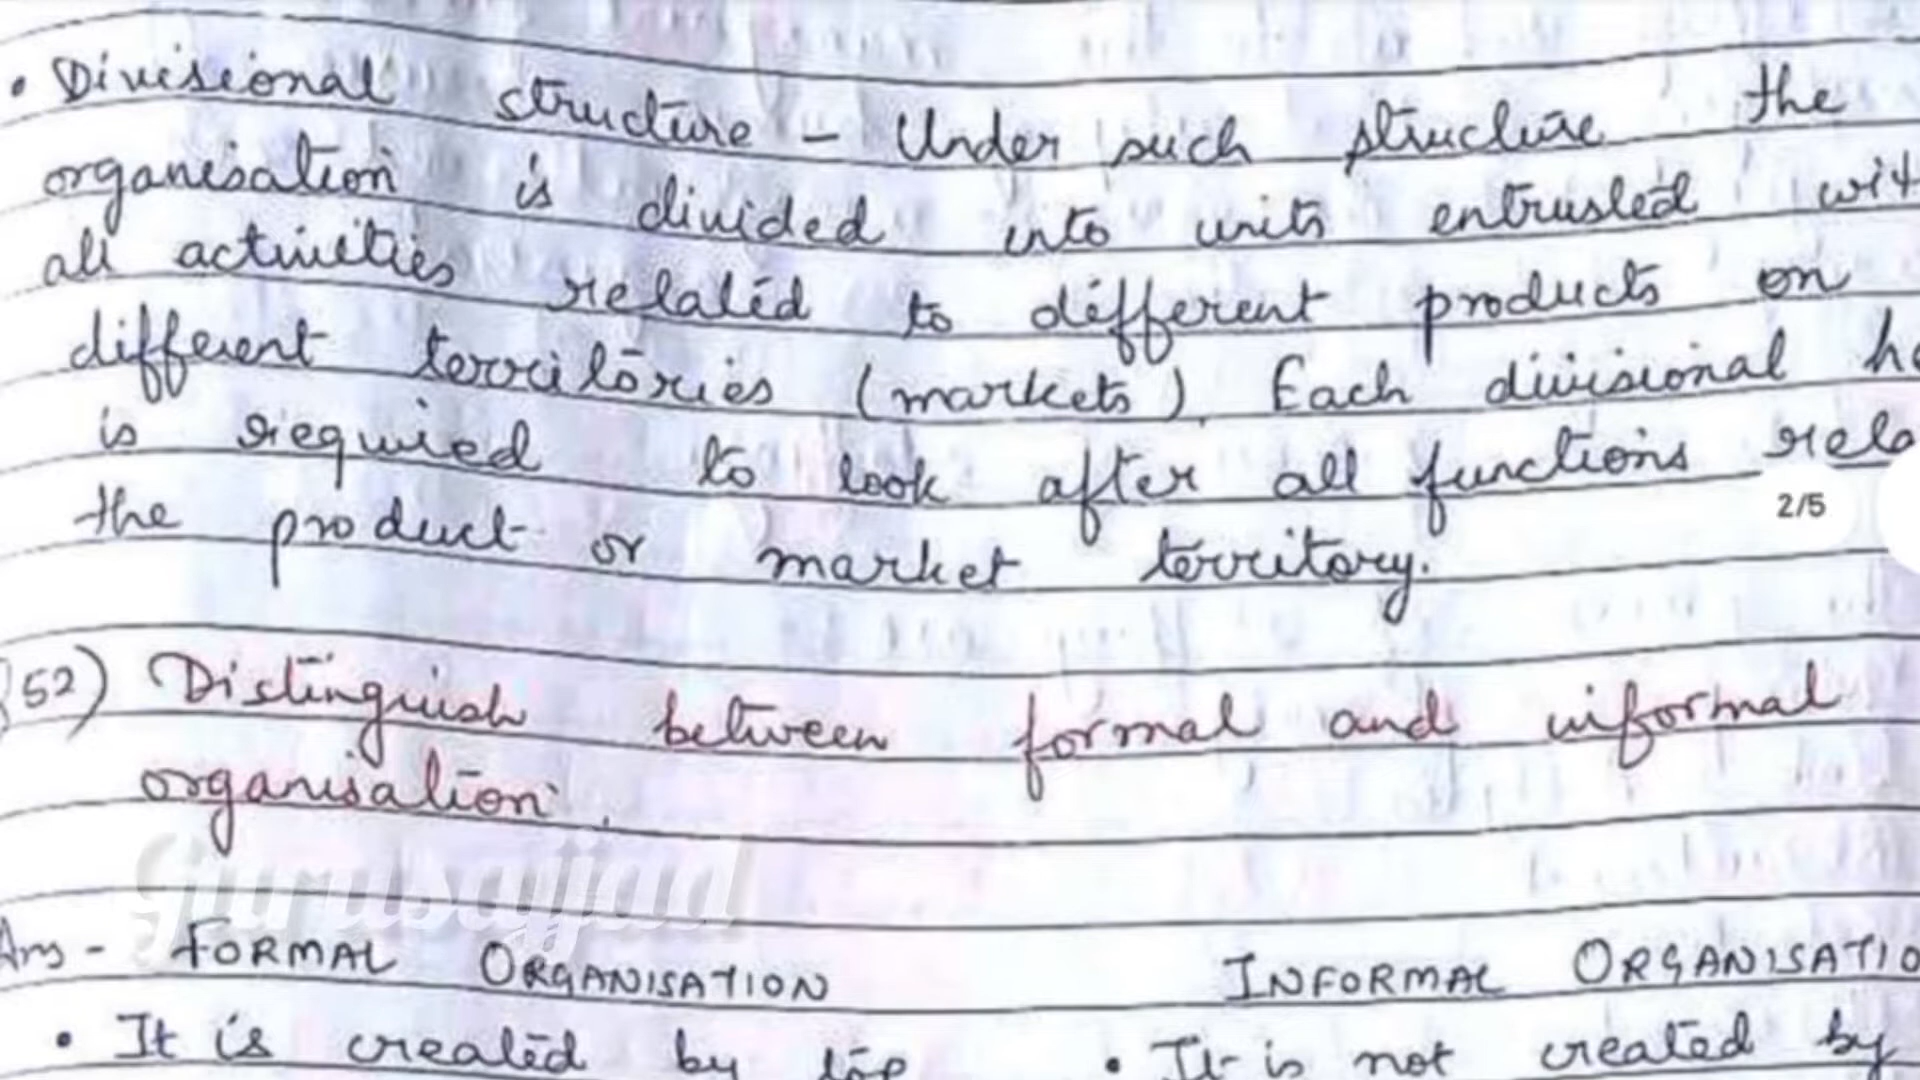 • Divisional structure - Under such structure the
organisation is divided into units entrusted wit
all activities related to different products on
different territories (markets). Each divisional he
is required to look after all functions rela
2/5
the product or market territory.
52) Distinguish between formal and informal
organisation.
Gurusajjad
Ans - FORMAL ORGANISATION INFORMAL ORGANISATIO
• It is created by top • It is not created by